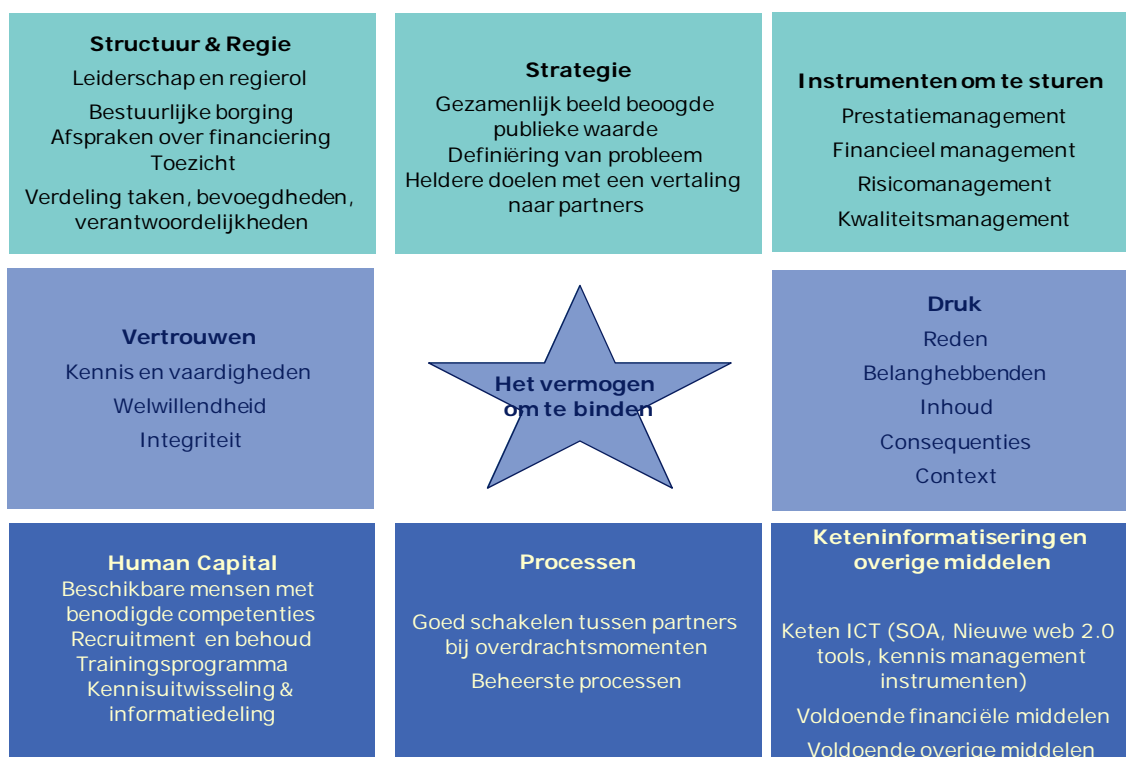 Structuur & Regie
Leiderschap en regierol
Bestuurlijke borging
Afspraken over financiering
Toezicht
Verdeling taken, bevoegdheden,
verantwoordelijkheden
Strategie
Gezamenlijk beeld beoogde
publieke waarde
Definiëring van probleem
Heldere doelen met een vertaling
naar partners
Instrumenten om te sturen
Prestatiemanagement
Financieel management
Risicomanagement
Kwaliteitsmanagement
Vertrouwen
Kennis en vaardigheden
Welwillendheid
Integriteit
Het vermogen
om te binden
Druk
Reden
Belanghebbenden
Inhoud
Consequenties
Context
Human Capital
Beschikbare mensen met
benodigde competenties
Recruitment en behoud
Trainingsprogramma
Kennisuitwisseling &
informatiedeling
Processen
Goed schakelen tussen partners
bij overdrachtsmomenten
Beheerste processen
Keteninformatisering en
overige middelen
Keten ICT (SOA, Nieuwe web 2.0
tools, kennis management
instrumenten)
Voldoende financiële middelen
Voldoende overige middelen